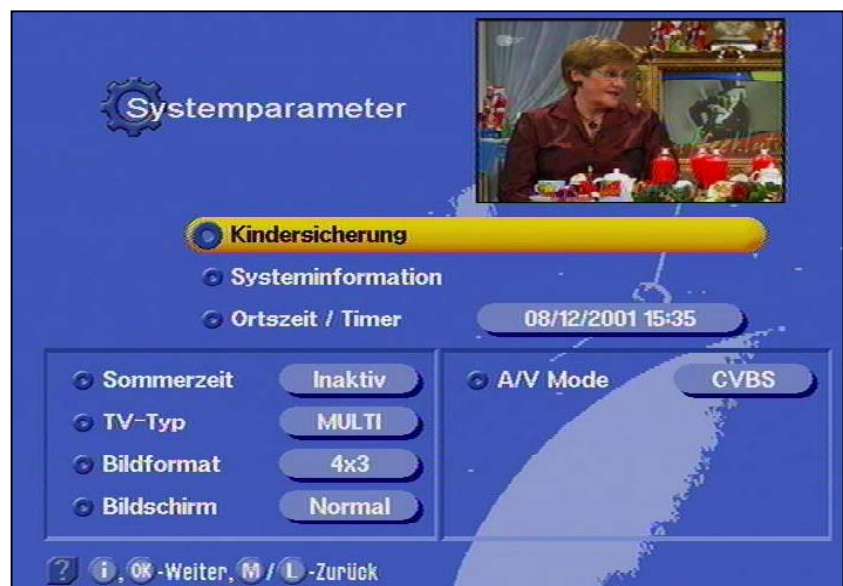 Systemparameter
Kindersicherung
Systeminformation
Ortszeit / Timer 08/12/2001 15:35
Sommerzeit Inaktiv
TV-Typ MULTI
Bildformat 4x3
Bildschirm Normal
A/V Mode CVBS
? i, OK -Weiter, M / L -Zurück